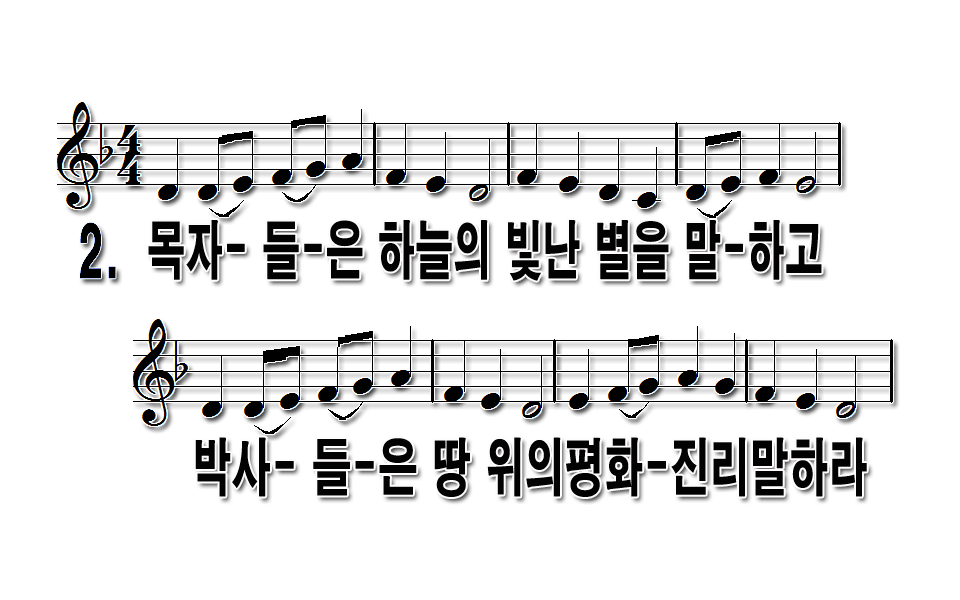 2. 목자- 들-은 하늘의 빛난 별을 말-하고
박사- 들-은 땅 위의평화-진리말하라